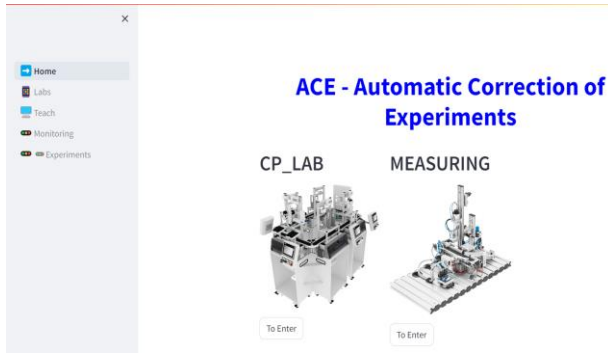 ×
Home
Labs
Teach
Monitoring
Experiments
ACE - Automatic Correction of
Experiments
CP_LAB
MEASURING
To Enter
To Enter